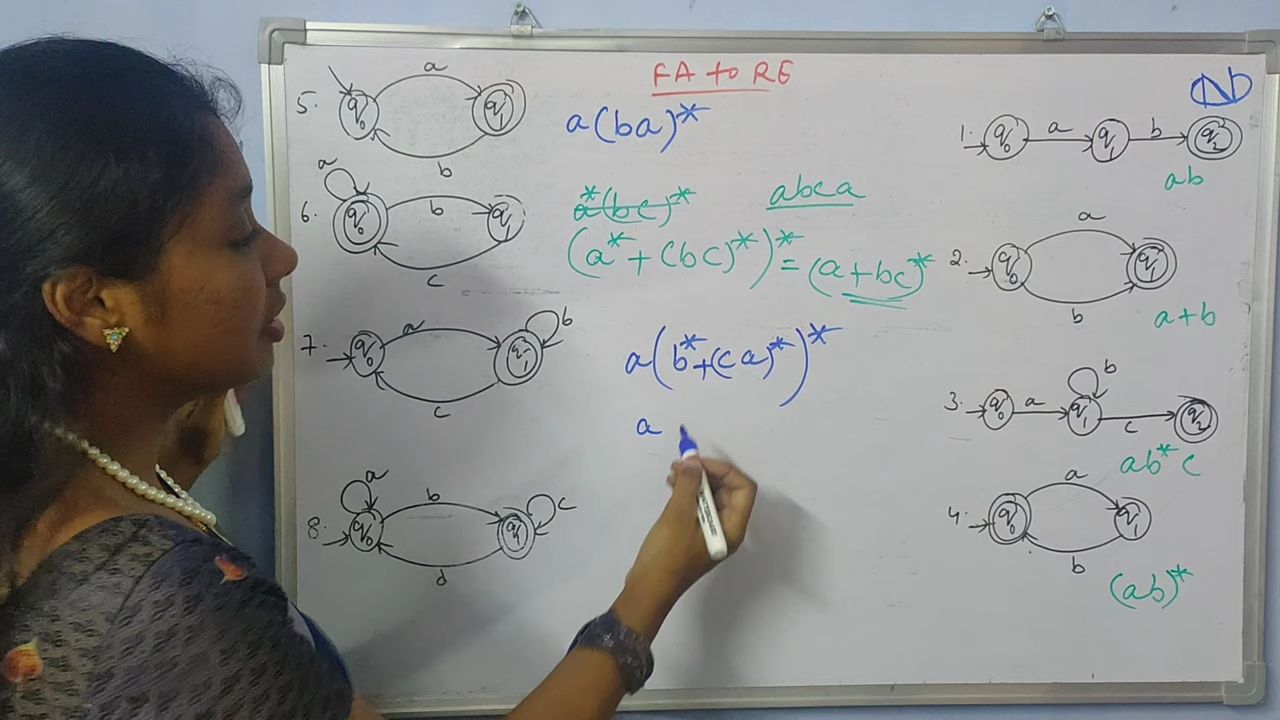 FA to RE
5. q0 a q1 b
a(ba)*
6. a q0 b q1 c
a*(bc)* abca
(a*+(bc)*)* = (a+bc)*
7. q0 a q1 b c
a(b*+(ca)*)*
a
8. a q0 b q1 c d
1. q0 a q1 b q2
ab
2. q0 a q1 b
a+b
3. q0 a q1 b c q2
ab*c
4. q0 a q1 b
(ab)*